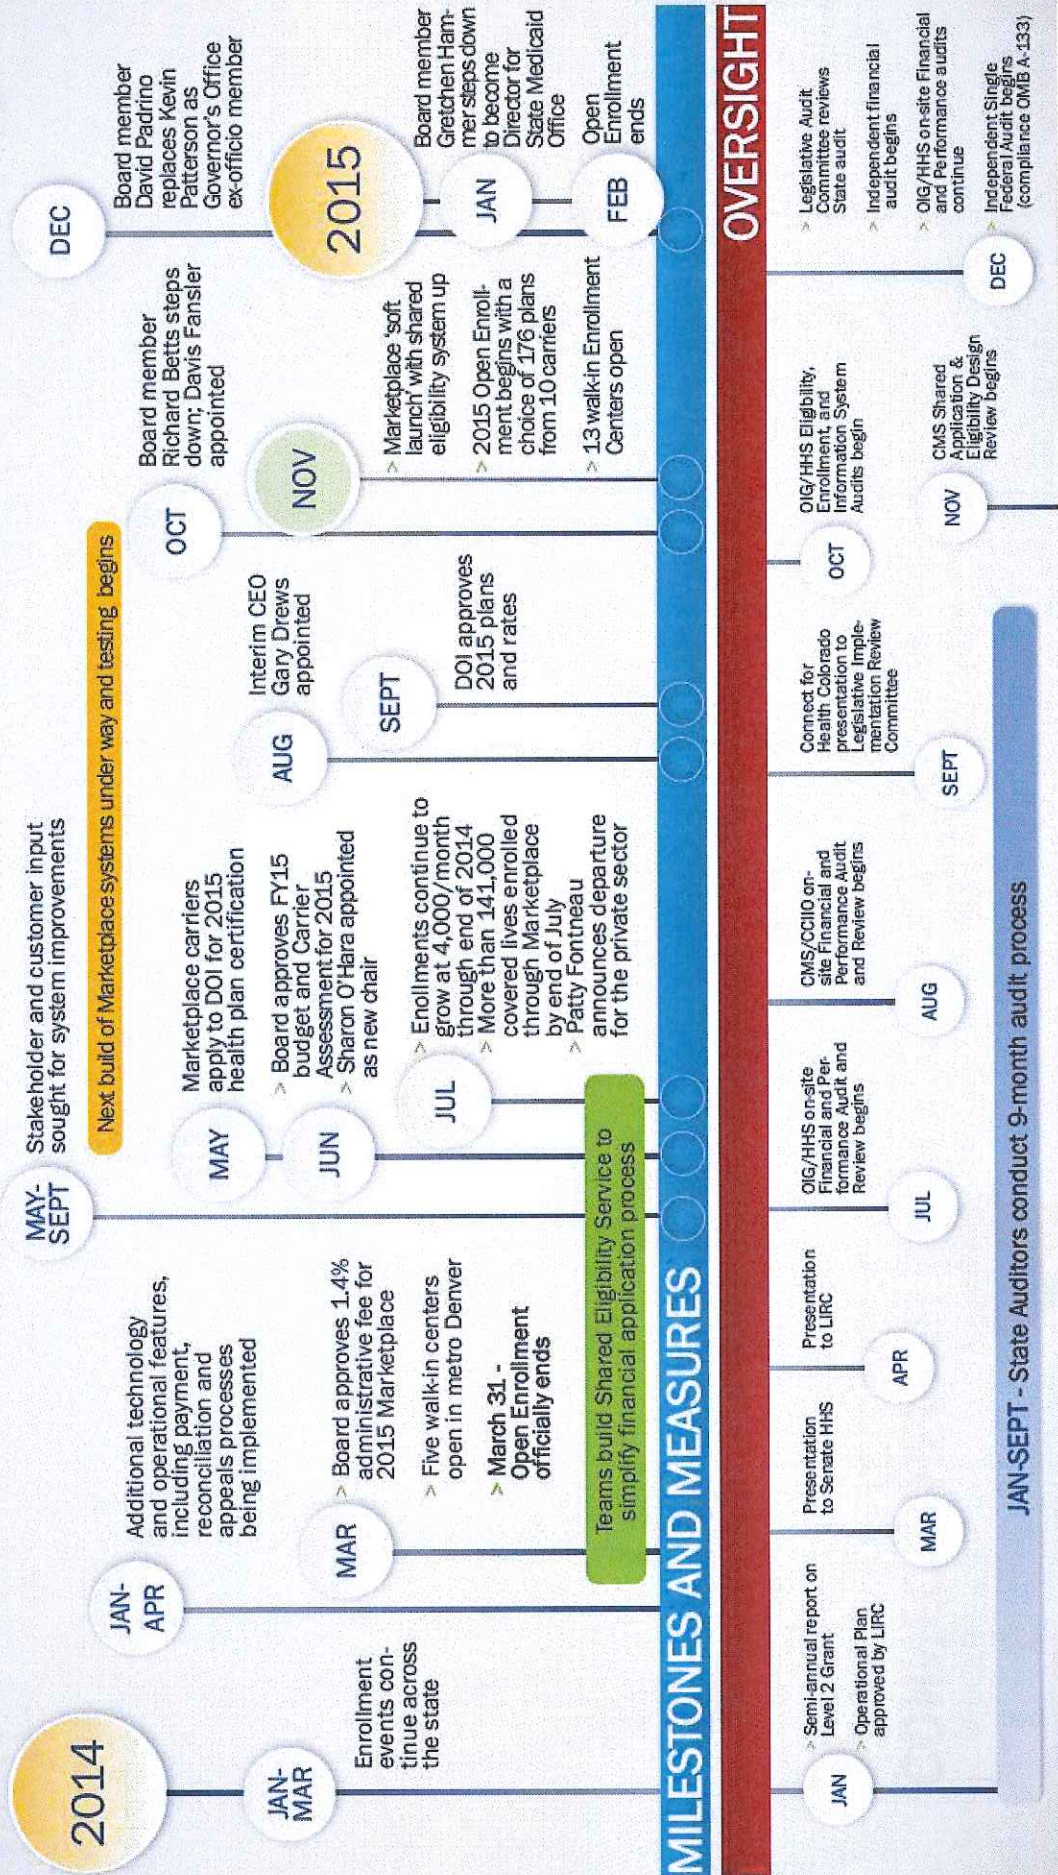 2014
JAN-
MAR
Enrollment
events con-
tinue across
the state
JAN-
APR
Additional technology
and operational features,
including payment,
reconciliation and
appeals processes
being implemented
MAR
> Board approves 1.4%
administrative fee for
2015 Marketplace
> Five walk-in centers
open in metro Denver
> March 31 -
Open Enrollment
officially ends
Teams build Shared Eligibility Service to
simplify financial application process
MAY-
SEPT
Stakeholder and customer input
sought for system improvements
Next build of Marketplace systems under way and testing begins
MAY
Marketplace carriers
apply to DOI for 2015
health plan certification
JUN
> Board approves FY15
budget and Carrier
Assessment for 2015
> Sharon O'Hara appointed
as new chair
JUL
> Enrollments continue to
grow at 4,000/month
through end of 2014
> More than 141,000
covered lives enrolled
through Marketplace
by end of July
> Patty Fontneau
announces departure
for the private sector
AUG
Interim CEO
Gary Drews
appointed
SEPT
DOI approves
2015 plans
and rates
OCT
Board member
Richard Betts steps
down; Davis Fansler
appointed
NOV
> Marketplace 'soft
launch' with shared
eligibility system up
> 2015 Open Enroll-
ment begins with a
choice of 176 plans
from 10 carriers
> 13 walk-in Enrollment
Centers open
DEC
Board member
David Padrino
replaces Kevin
Patterson as
Governor's Office
ex-officio member
2015
JAN
Board member
Gretchen Ham-
mer steps down
to become
Director for
State Medicaid
Office
FEB
Open
Enrollment
ends
MILESTONES AND MEASURES
OVERSIGHT
JAN
> Semi-annual report on
Level 2 Grant
> Operational Plan
approved by LIRC
MAR
Presentation
to Senate HHS
APR
Presentation
to LIRC
JUL
OIG/HHS on-site
Financial and Per-
formance Audit and
Review begins
AUG
CMS/CCIIO on-
site Financial and
Performance Audit
and Review begins
SEPT
Connect for
Health Colorado
presentation to
Legislative Imple-
mentation Review
Committee
OCT
OIG/HHS Eligibility,
Enrollment, and
Information System
Audits begin
NOV
CMS Shared
Application &
Eligibility Design
Review begins
DEC
> Legislative Audit
Committee reviews
State audit
> Independent financial
audit begins
> OIG/HHS on-site Financial
and Performance audits
continue
> Independent Single
Federal Audit begins
(compliance OMB A-133)
JAN-SEPT - State Auditors conduct 9-month audit process